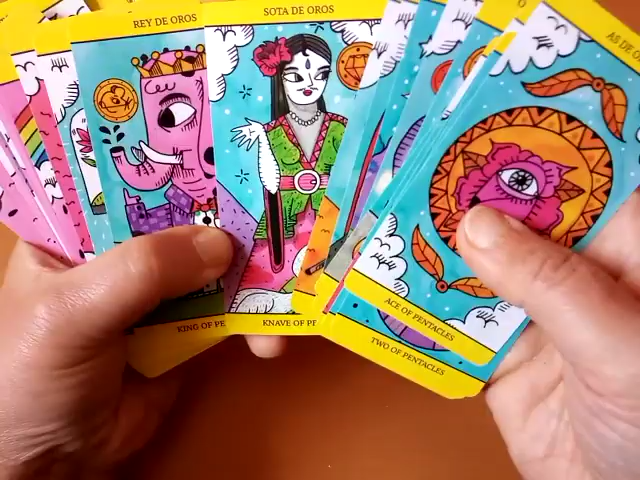 REY DE OROS
SOTA DE OROS
AS DE O
KING OF PE
KNAVE OF P
ACE OF PENTACLES
TWO OF PENTACLES